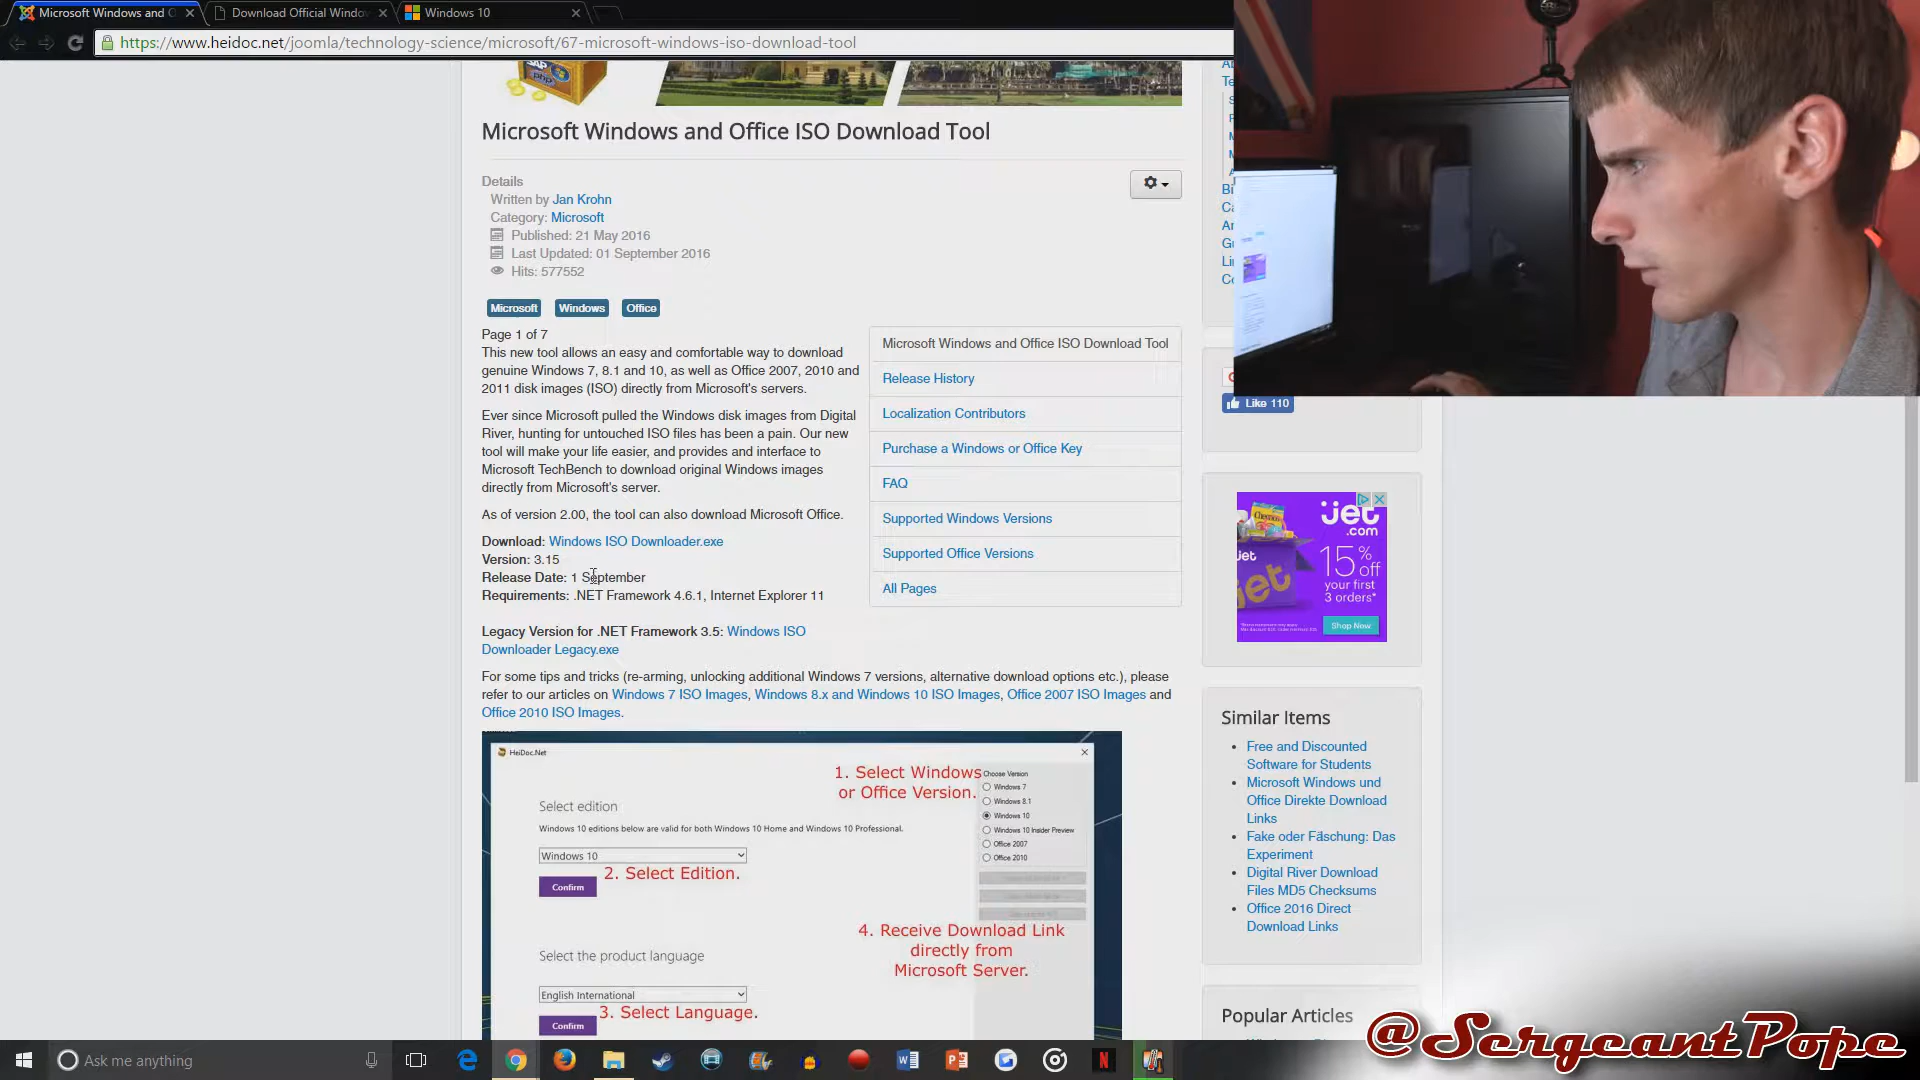 Microsoft Windows and O
Download Official Window
Windows 10
https://www.heidoc.net/joomla/technology-science/microsoft/67-microsoft-windows-iso-download-tool
SAP
php
Microsoft Windows and Office ISO Download Tool
Details
Written by Jan Krohn
Category: Microsoft
Published: 21 May 2016
Last Updated: 01 September 2016
Hits: 577552
Microsoft Windows Office
Page 1 of 7
This new tool allows an easy and comfortable way to download
genuine Windows 7, 8.1 and 10, as well as Office 2007, 2010 and
2011 disk images (ISO) directly from Microsoft's servers.
Ever since Microsoft pulled the Windows disk images from Digital
River, hunting for untouched ISO files has been a pain. Our new
tool will make your life easier, and provides and interface to
Microsoft TechBench to download original Windows images
directly from Microsoft's server.
As of version 2.00, the tool can also download Microsoft Office.
Download: Windows ISO Downloader.exe
Version: 3.15
Release Date: 1 September
Requirements: .NET Framework 4.6.1, Internet Explorer 11
Legacy Version for .NET Framework 3.5: Windows ISO
Downloader Legacy.exe
Microsoft Windows and Office ISO Download Tool
Release History
Localization Contributors
Purchase a Windows or Office Key
FAQ
Supported Windows Versions
Supported Office Versions
All Pages
For some tips and tricks (re-arming, unlocking additional Windows 7 versions, alternative download options etc.), please
refer to our articles on Windows 7 ISO Images, Windows 8.x and Windows 10 ISO Images, Office 2007 ISO Images and
Office 2010 ISO Images.
HeiDoc.Net
Select edition
Windows 10 editions below are valid for both Windows 10 Home and Windows 10 Professional.
Windows 10
Confirm
2. Select Edition.
Select the product language
English International
Confirm
3. Select Language.
1. Select Windows
or Office Version.
Choose Version
Windows 7
Windows 8.1
Windows 10
Windows 10 Insider Preview
Office 2007
Office 2010
4. Receive Download Link
directly from
Microsoft Server.
Like 110
Jet.com
jet
15%
off
your first
3 orders*
Shop Now
Similar Items
Free and Discounted
Software for Students
Microsoft Windows und
Office Direkte Download
Links
Fake oder Fäschung: Das
Experiment
Digital River Download
Files MD5 Checksums
Office 2016 Direct
Download Links
Popular Articles
@SergeantPope
Ask me anything